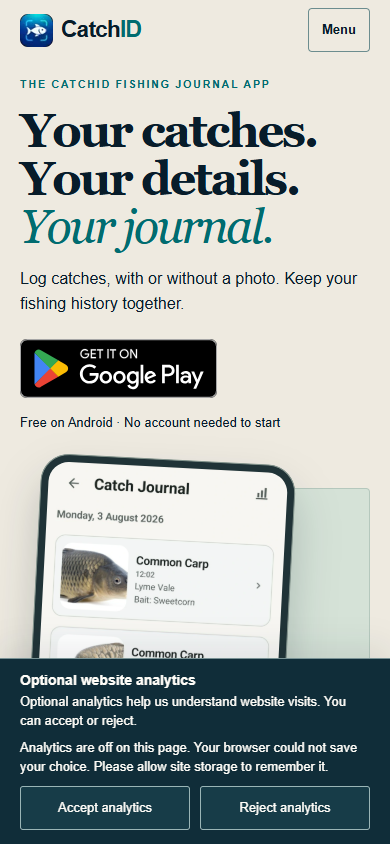 CatchID
Menu
THE CATCHID FISHING JOURNAL APP
Your catches.
Your details.
Your journal.
Log catches, with or without a photo. Keep your
fishing history together.
GET IT ON
Google Play
Free on Android · No account needed to start
Catch Journal
Monday, 3 August 2026
Common Carp
12:02
Lyme Vale
Bait: Sweetcorn
Common Carp
Optional website analytics
Optional analytics help us understand website visits. You
can accept or reject.
Analytics are off on this page. Your browser could not save
your choice. Please allow site storage to remember it.
Accept analytics
Reject analytics